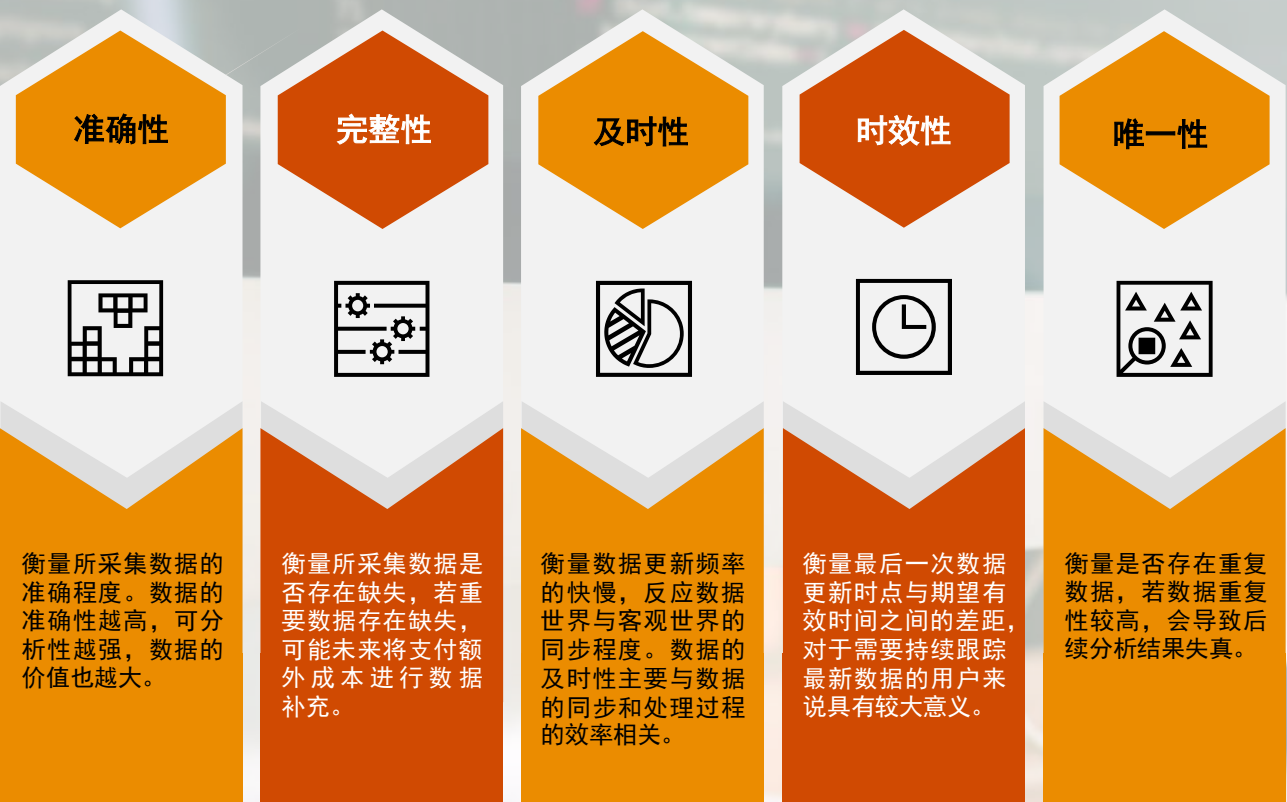 准确性
衡量所采集数据的
准确程度。数据的
准确性越高，可分
析性越强，数据的
价值也越大。
完整性
衡量所采集数据是
否存在缺失，若重
要数据存在缺失，
可能未来将支付额
外成本进行数据
补充。
及时性
衡量数据更新频率
的快慢，反应数据
世界与客观世界的
同步程度。数据的
及时性主要与数据
的同步和处理过程
的效率相关。
时效性
衡量最后一次数据
更新时点与期望有
效时间之间的差距，
对于需要持续跟踪
最新数据的用户来
说具有较大意义。
唯一性
衡量是否存在重复
数据，若数据重复
性较高，会导致后
续分析结果失真。